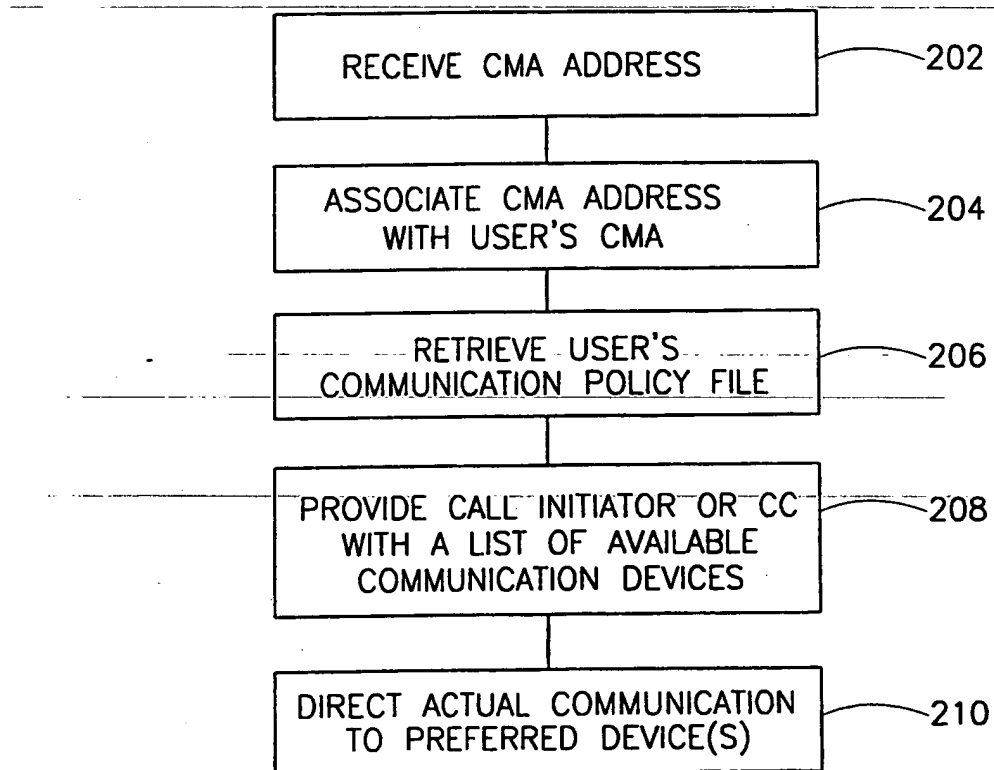 RECEIVE CMA ADDRESS
202
ASSOCIATE CMA ADDRESS
WITH USER'S CMA
204
RETRIEVE USER'S
COMMUNICATION POLICY FILE
206
PROVIDE CALL INITIATOR OR CC
WITH A LIST OF AVAILABLE
COMMUNICATION DEVICES
208
DIRECT ACTUAL COMMUNICATION
TO PREFERRED DEVICE(S)
210